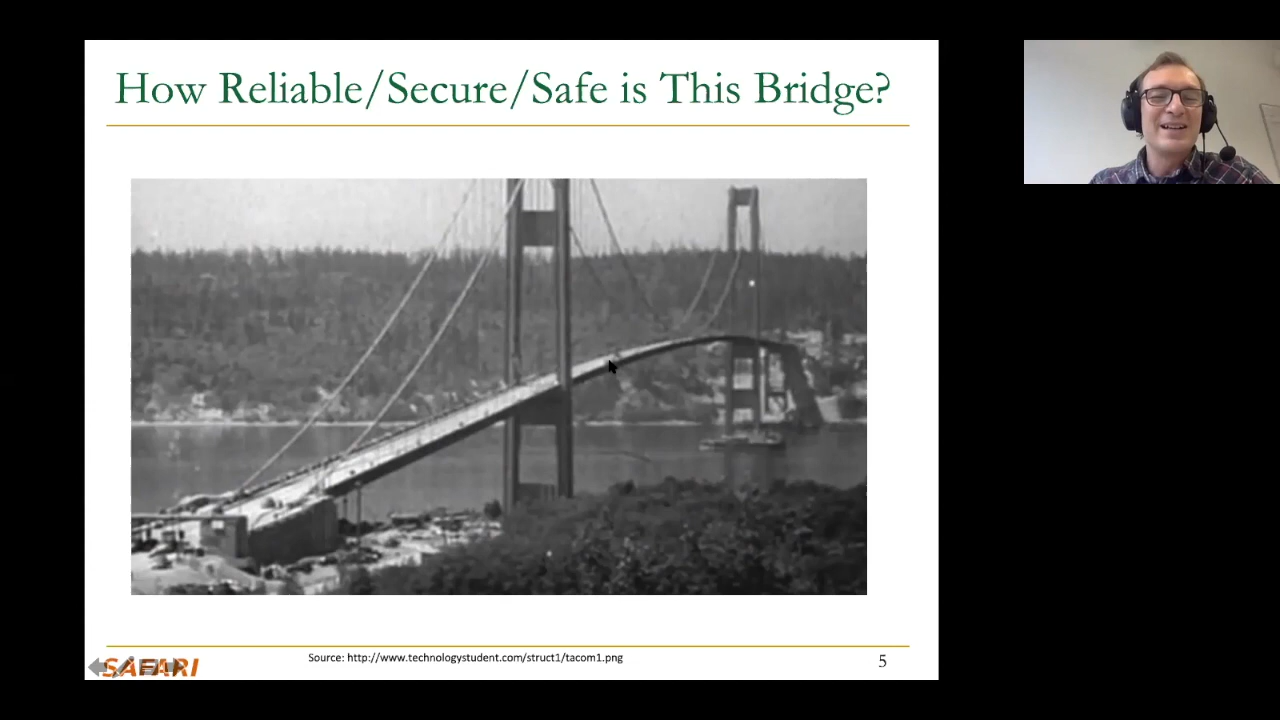 How Reliable/Secure/Safe is This Bridge?
SAFARI
Source: http://www.technologystudent.com/struct1/tacom1.png
5